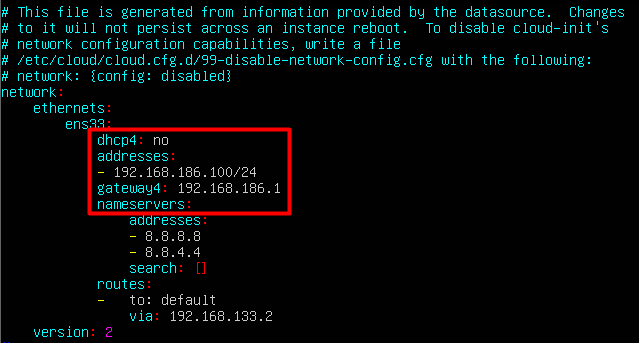 # This file is generated from information provided by the datasource.  Changes
# to it will not persist across an instance reboot.  To disable cloud-init's
# network configuration capabilities, write a file
# /etc/cloud/cloud.cfg.d/99-disable-network-config.cfg with the following:
# network: {config: disabled}
network:
    ethernets:
        ens33:
            dhcp4: no
            addresses:
            - 192.168.186.100/24
            gateway4: 192.168.186.1
            nameservers:
                addresses:
                - 8.8.8.8
                - 8.8.4.4
                search: []
            routes:
            -   to: default
                via: 192.168.133.2
    version: 2